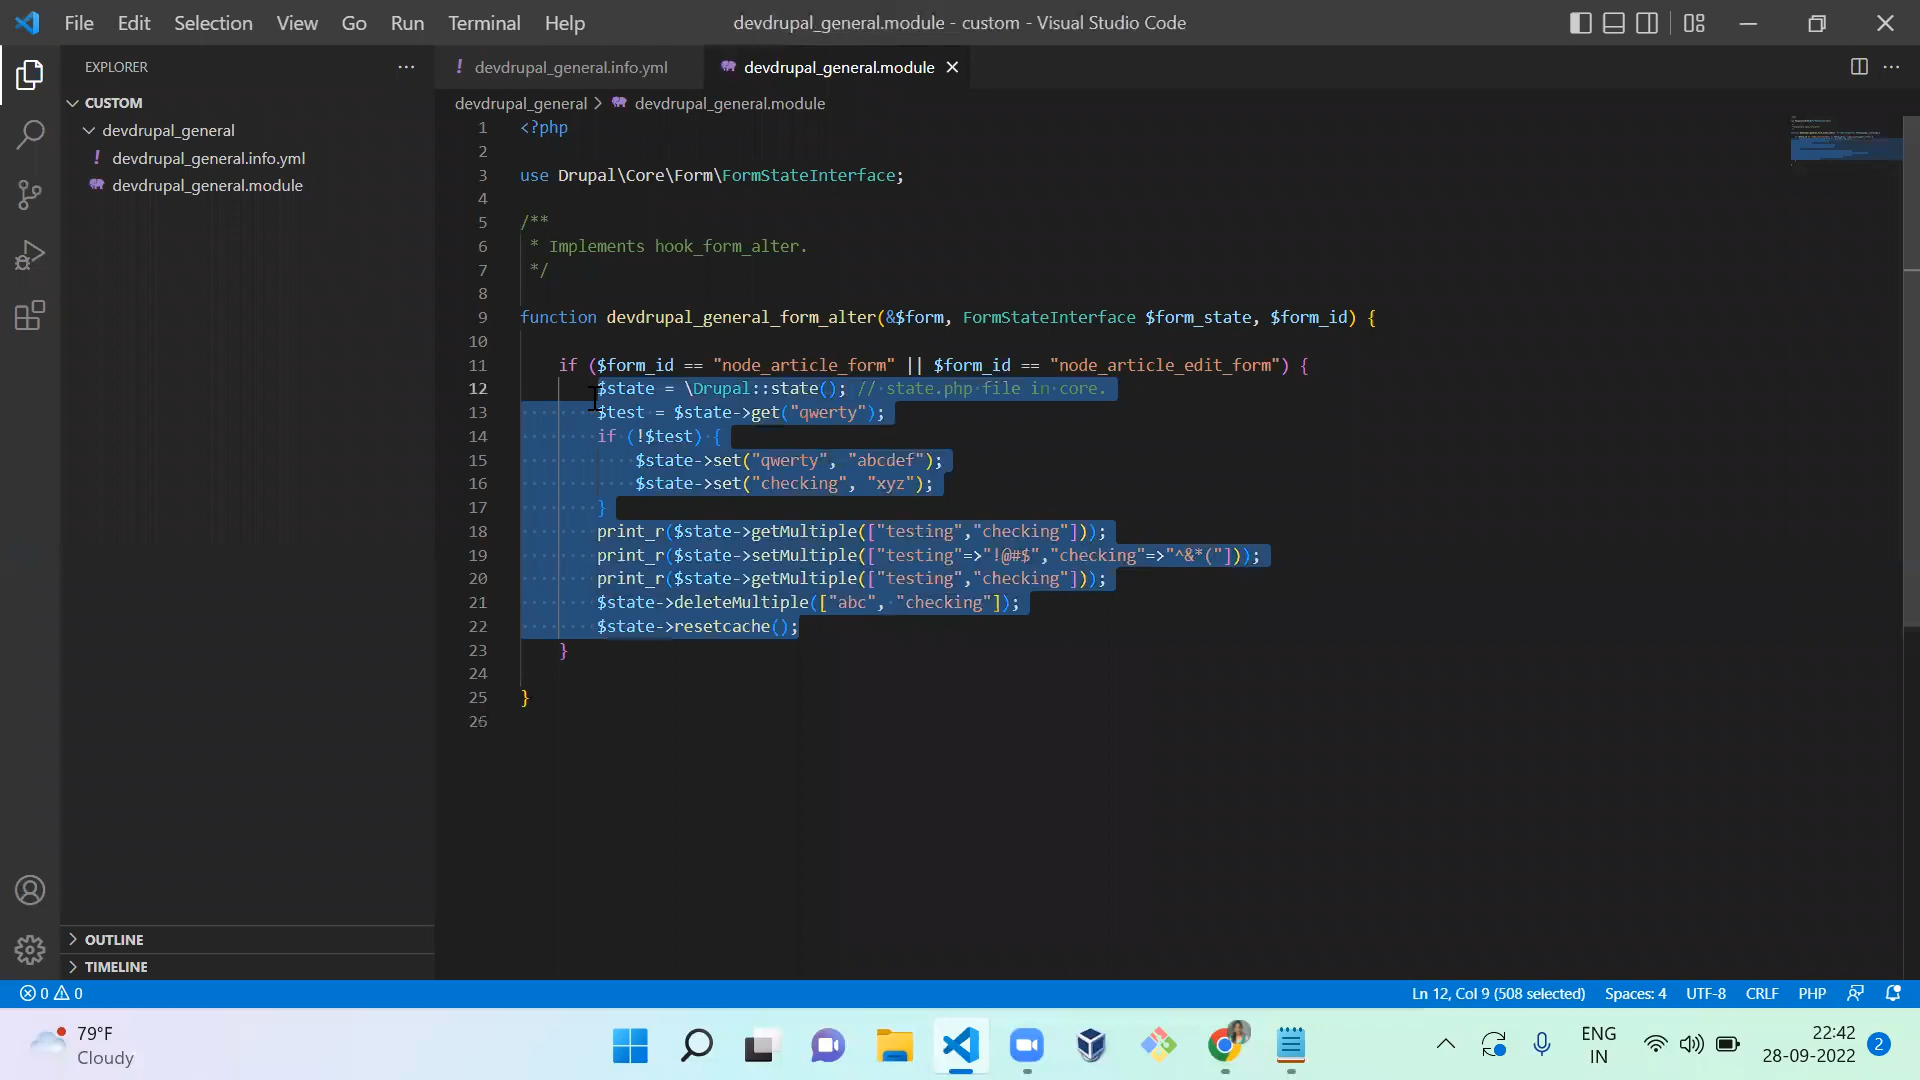 File Edit Selection View Go Run Terminal Help
devdrupal_general.module - custom - Visual Studio Code
EXPLORER
CUSTOM
devdrupal_general
! devdrupal_general.info.yml
devdrupal_general.module
! devdrupal_general.info.yml
devdrupal_general.module
devdrupal_general > devdrupal_general.module
1 <?php
2
3 use Drupal\Core\Form\FormStateInterface;
4
5 /**
6 * Implements hook_form_alter.
7 */
8
9 function devdrupal_general_form_alter(&$form, FormStateInterface $form_state, $form_id) {
10
11 if ($form_id == "node_article_form" || $form_id == "node_article_edit_form") {
12 $state = \Drupal::state(); // state.php file in core.
13 $test = $state->get("qwerty");
14 if (!$test) {
15 $state->set("qwerty", "abcdef");
16 $state->set("checking", "xyz");
17 }
18 print_r($state->getMultiple(["testing","checking"]));
19 print_r($state->setMultiple(["testing"=>"!@#$","checking"=>"^&*("]));
20 print_r($state->getMultiple(["testing","checking"]));
21 $state->deleteMultiple(["abc", "checking"]);
22 $state->resetcache();
23 }
24
25 }
26
OUTLINE
TIMELINE
0 0
Ln 12, Col 9 (508 selected) Spaces: 4 UTF-8 CRLF PHP
79°F
Cloudy
ENG
IN
22:42
28-09-2022
2